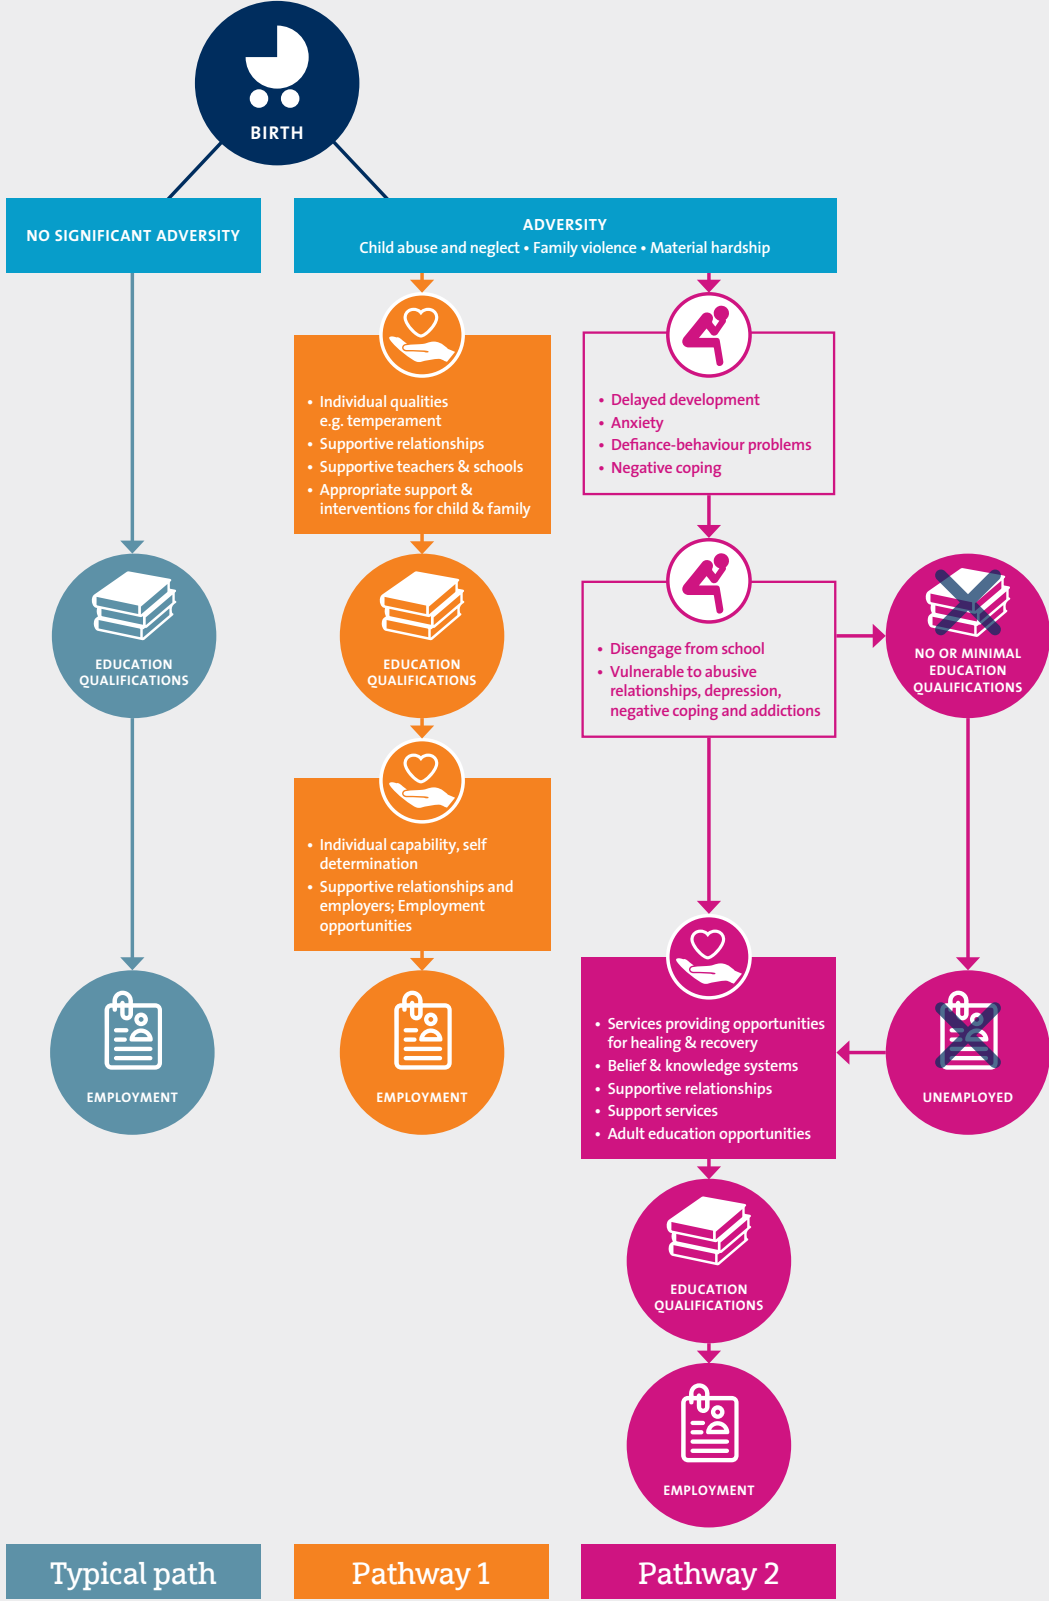 BIRTH
NO SIGNIFICANT ADVERSITY
ADVERSITY
Child abuse and neglect • Family violence • Material hardship
• Individual qualities
e.g. temperament
• Supportive relationships
• Supportive teachers & schools
• Appropriate support &
interventions for child & family
• Delayed development
• Anxiety
• Defiance-behaviour problems
• Negative coping
EDUCATION
QUALIFICATIONS
EDUCATION
QUALIFICATIONS
• Disengage from school
• Vulnerable to abusive
relationships, depression,
negative coping and addictions
NO OR MINIMAL
EDUCATION
QUALIFICATIONS
• Individual capability, self
determination
• Supportive relationships and
employers; Employment
opportunities
EMPLOYMENT
EMPLOYMENT
• Services providing opportunities
for healing & recovery
• Belief & knowledge systems
• Supportive relationships
• Support services
• Adult education opportunities
UNEMPLOYED
EDUCATION
QUALIFICATIONS
EMPLOYMENT
Typical path
Pathway 1
Pathway 2